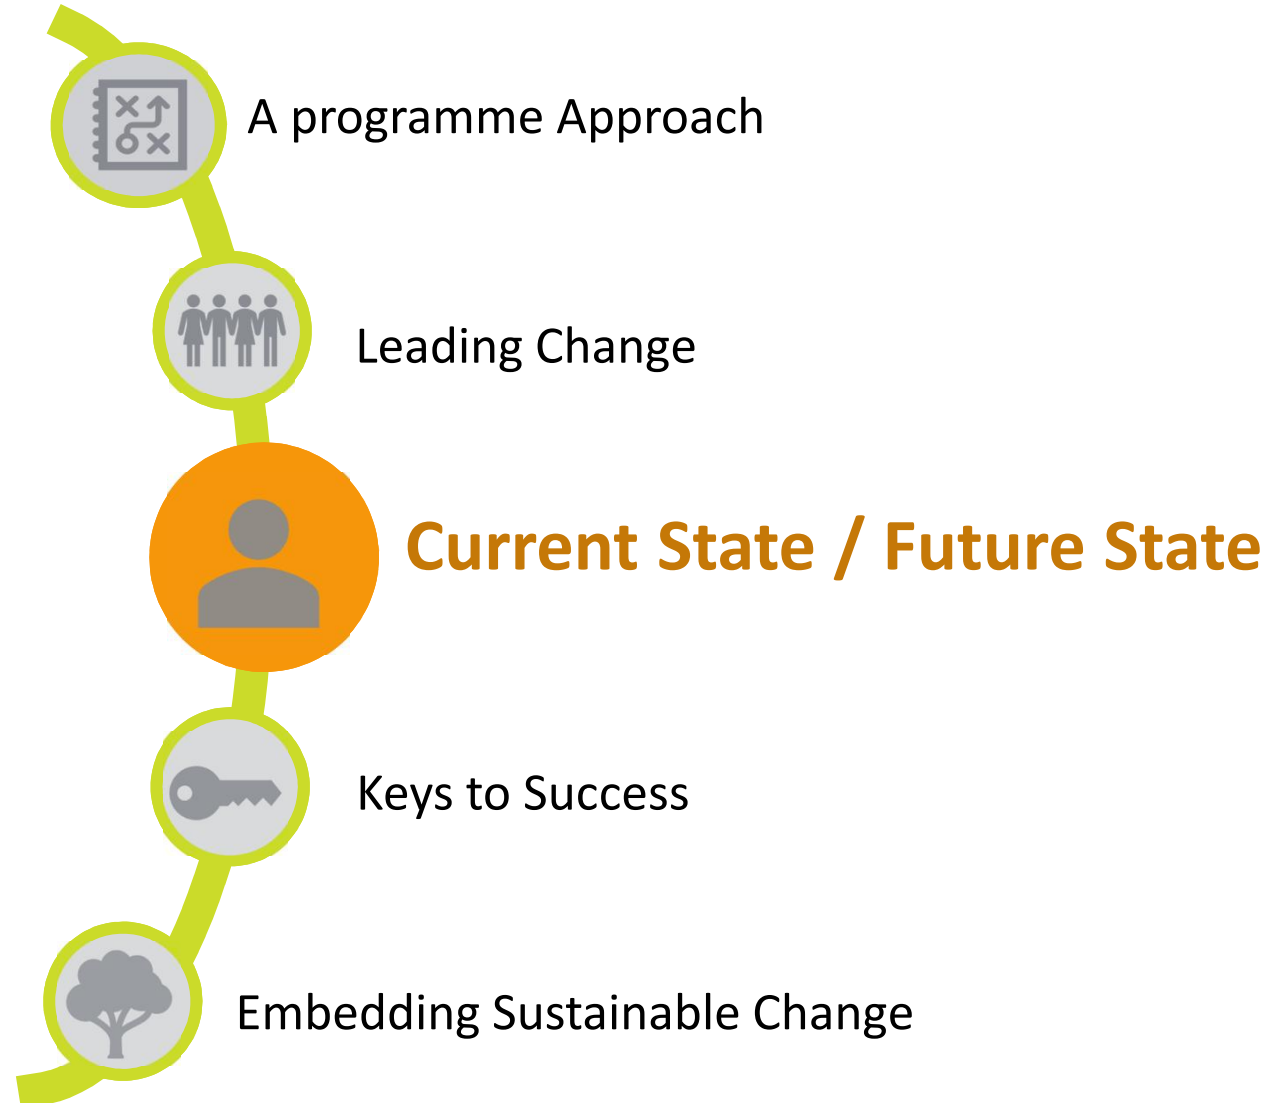 A programme Approach
Leading Change
Current State / Future State
Keys to Success
Embedding Sustainable Change